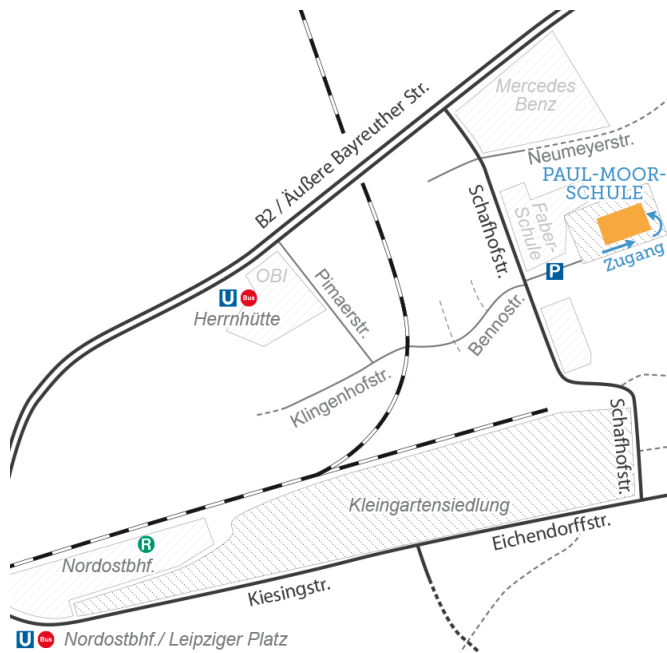 Mercedes
Benz
B2 / Äußere Bayreuther Str.
Neumeyerstr.
PAUL-MOOR-
SCHULE
Schafhofstr.
Faber-
Schule
Zugang
P
OBI
U Bus
Herrnhütte
Pirnaerstr.
Bennostr.
Klingenhofstr.
Schafhofstr.
Kleingartensiedlung
Eichendorffstr.
R
Nordostbhf.
Kiesingstr.
U Bus Nordostbhf./ Leipziger Platz